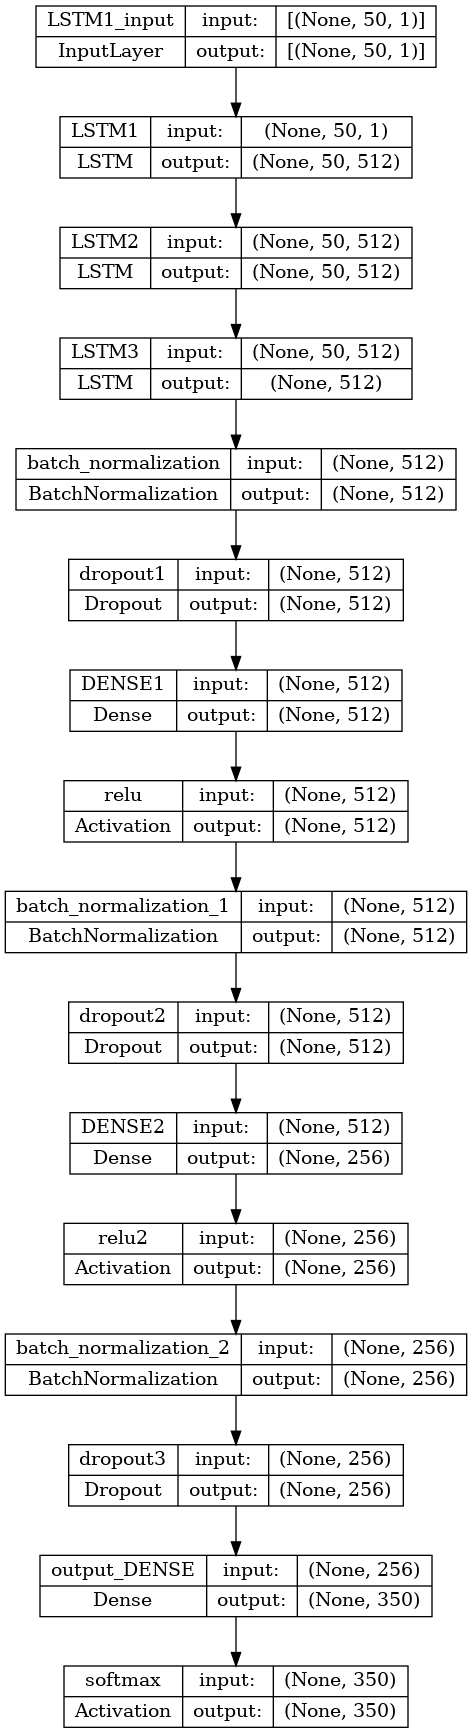 LSTM1_input input: [(None, 50, 1)]
InputLayer output: [(None, 50, 1)]
LSTM1 input: (None, 50, 1)
LSTM output: (None, 50, 512)
LSTM2 input: (None, 50, 512)
LSTM output: (None, 50, 512)
LSTM3 input: (None, 50, 512)
LSTM output: (None, 512)
batch_normalization input: (None, 512)
BatchNormalization output: (None, 512)
dropout1 input: (None, 512)
Dropout output: (None, 512)
DENSE1 input: (None, 512)
Dense output: (None, 512)
relu input: (None, 512)
Activation output: (None, 512)
batch_normalization_1 input: (None, 512)
BatchNormalization output: (None, 512)
dropout2 input: (None, 512)
Dropout output: (None, 512)
DENSE2 input: (None, 512)
Dense output: (None, 256)
relu2 input: (None, 256)
Activation output: (None, 256)
batch_normalization_2 input: (None, 256)
BatchNormalization output: (None, 256)
dropout3 input: (None, 256)
Dropout output: (None, 256)
output_DENSE input: (None, 256)
Dense output: (None, 350)
softmax input: (None, 350)
Activation output: (None, 350)